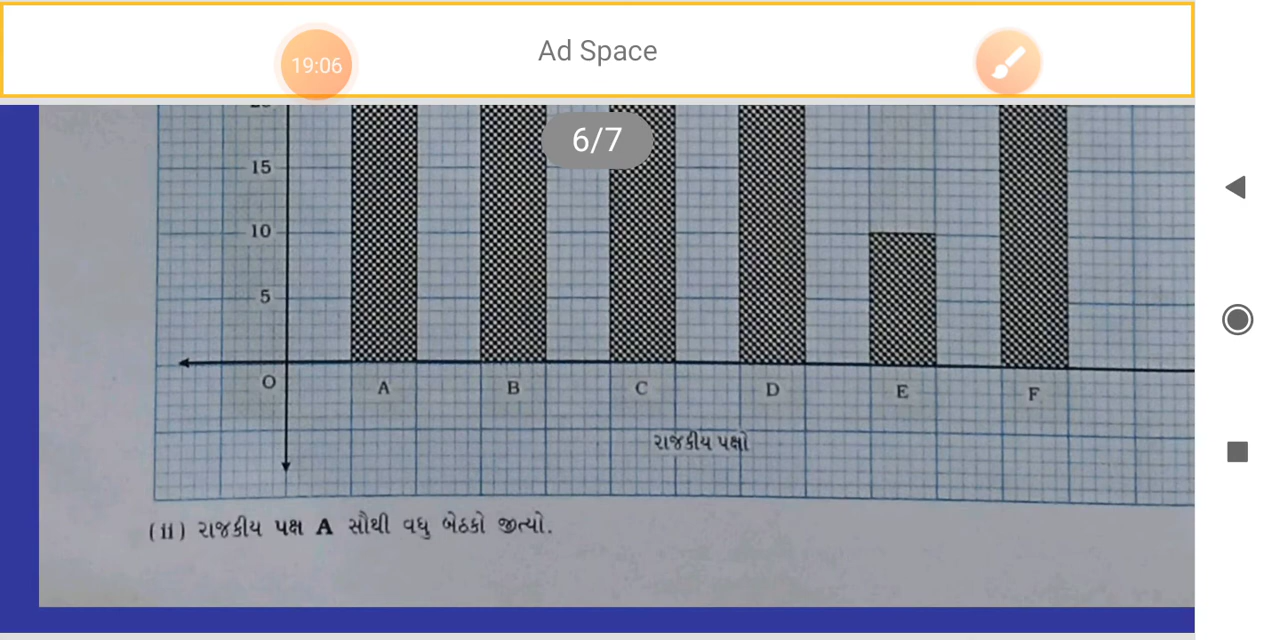 Ad Space
19:06
6/7
15
10
5
O
A B C D E F
રાજકીય પક્ષો
(ii) રાજકીય પક્ષ A સૌથી વધુ બેઠકો જીત્યો.